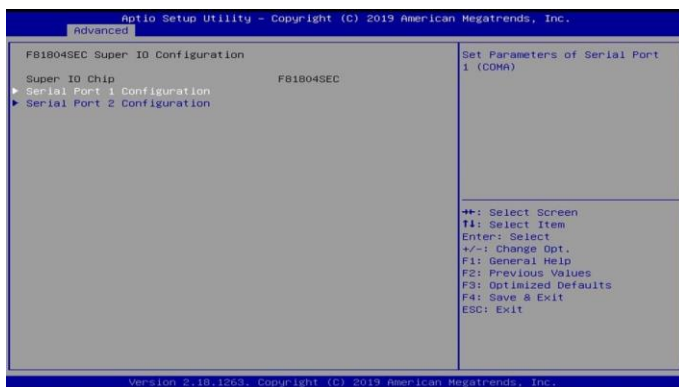 Aptio Setup Utility – Copyright (C) 2019 American Megatrends, Inc.
Advanced
F81804SEC Super IO Configuration
Super IO Chip F81804SEC
► Serial Port 1 Configuration
► Serial Port 2 Configuration
Set Parameters of Serial Port
1 (COMA)
→←: Select Screen
↑↓: Select Item
Enter: Select
+/-: Change Opt.
F1: General Help
F2: Previous Values
F3: Optimized Defaults
F4: Save & Exit
ESC: Exit
Version 2.18.1263. Copyright (C) 2019 American Megatrends, Inc.